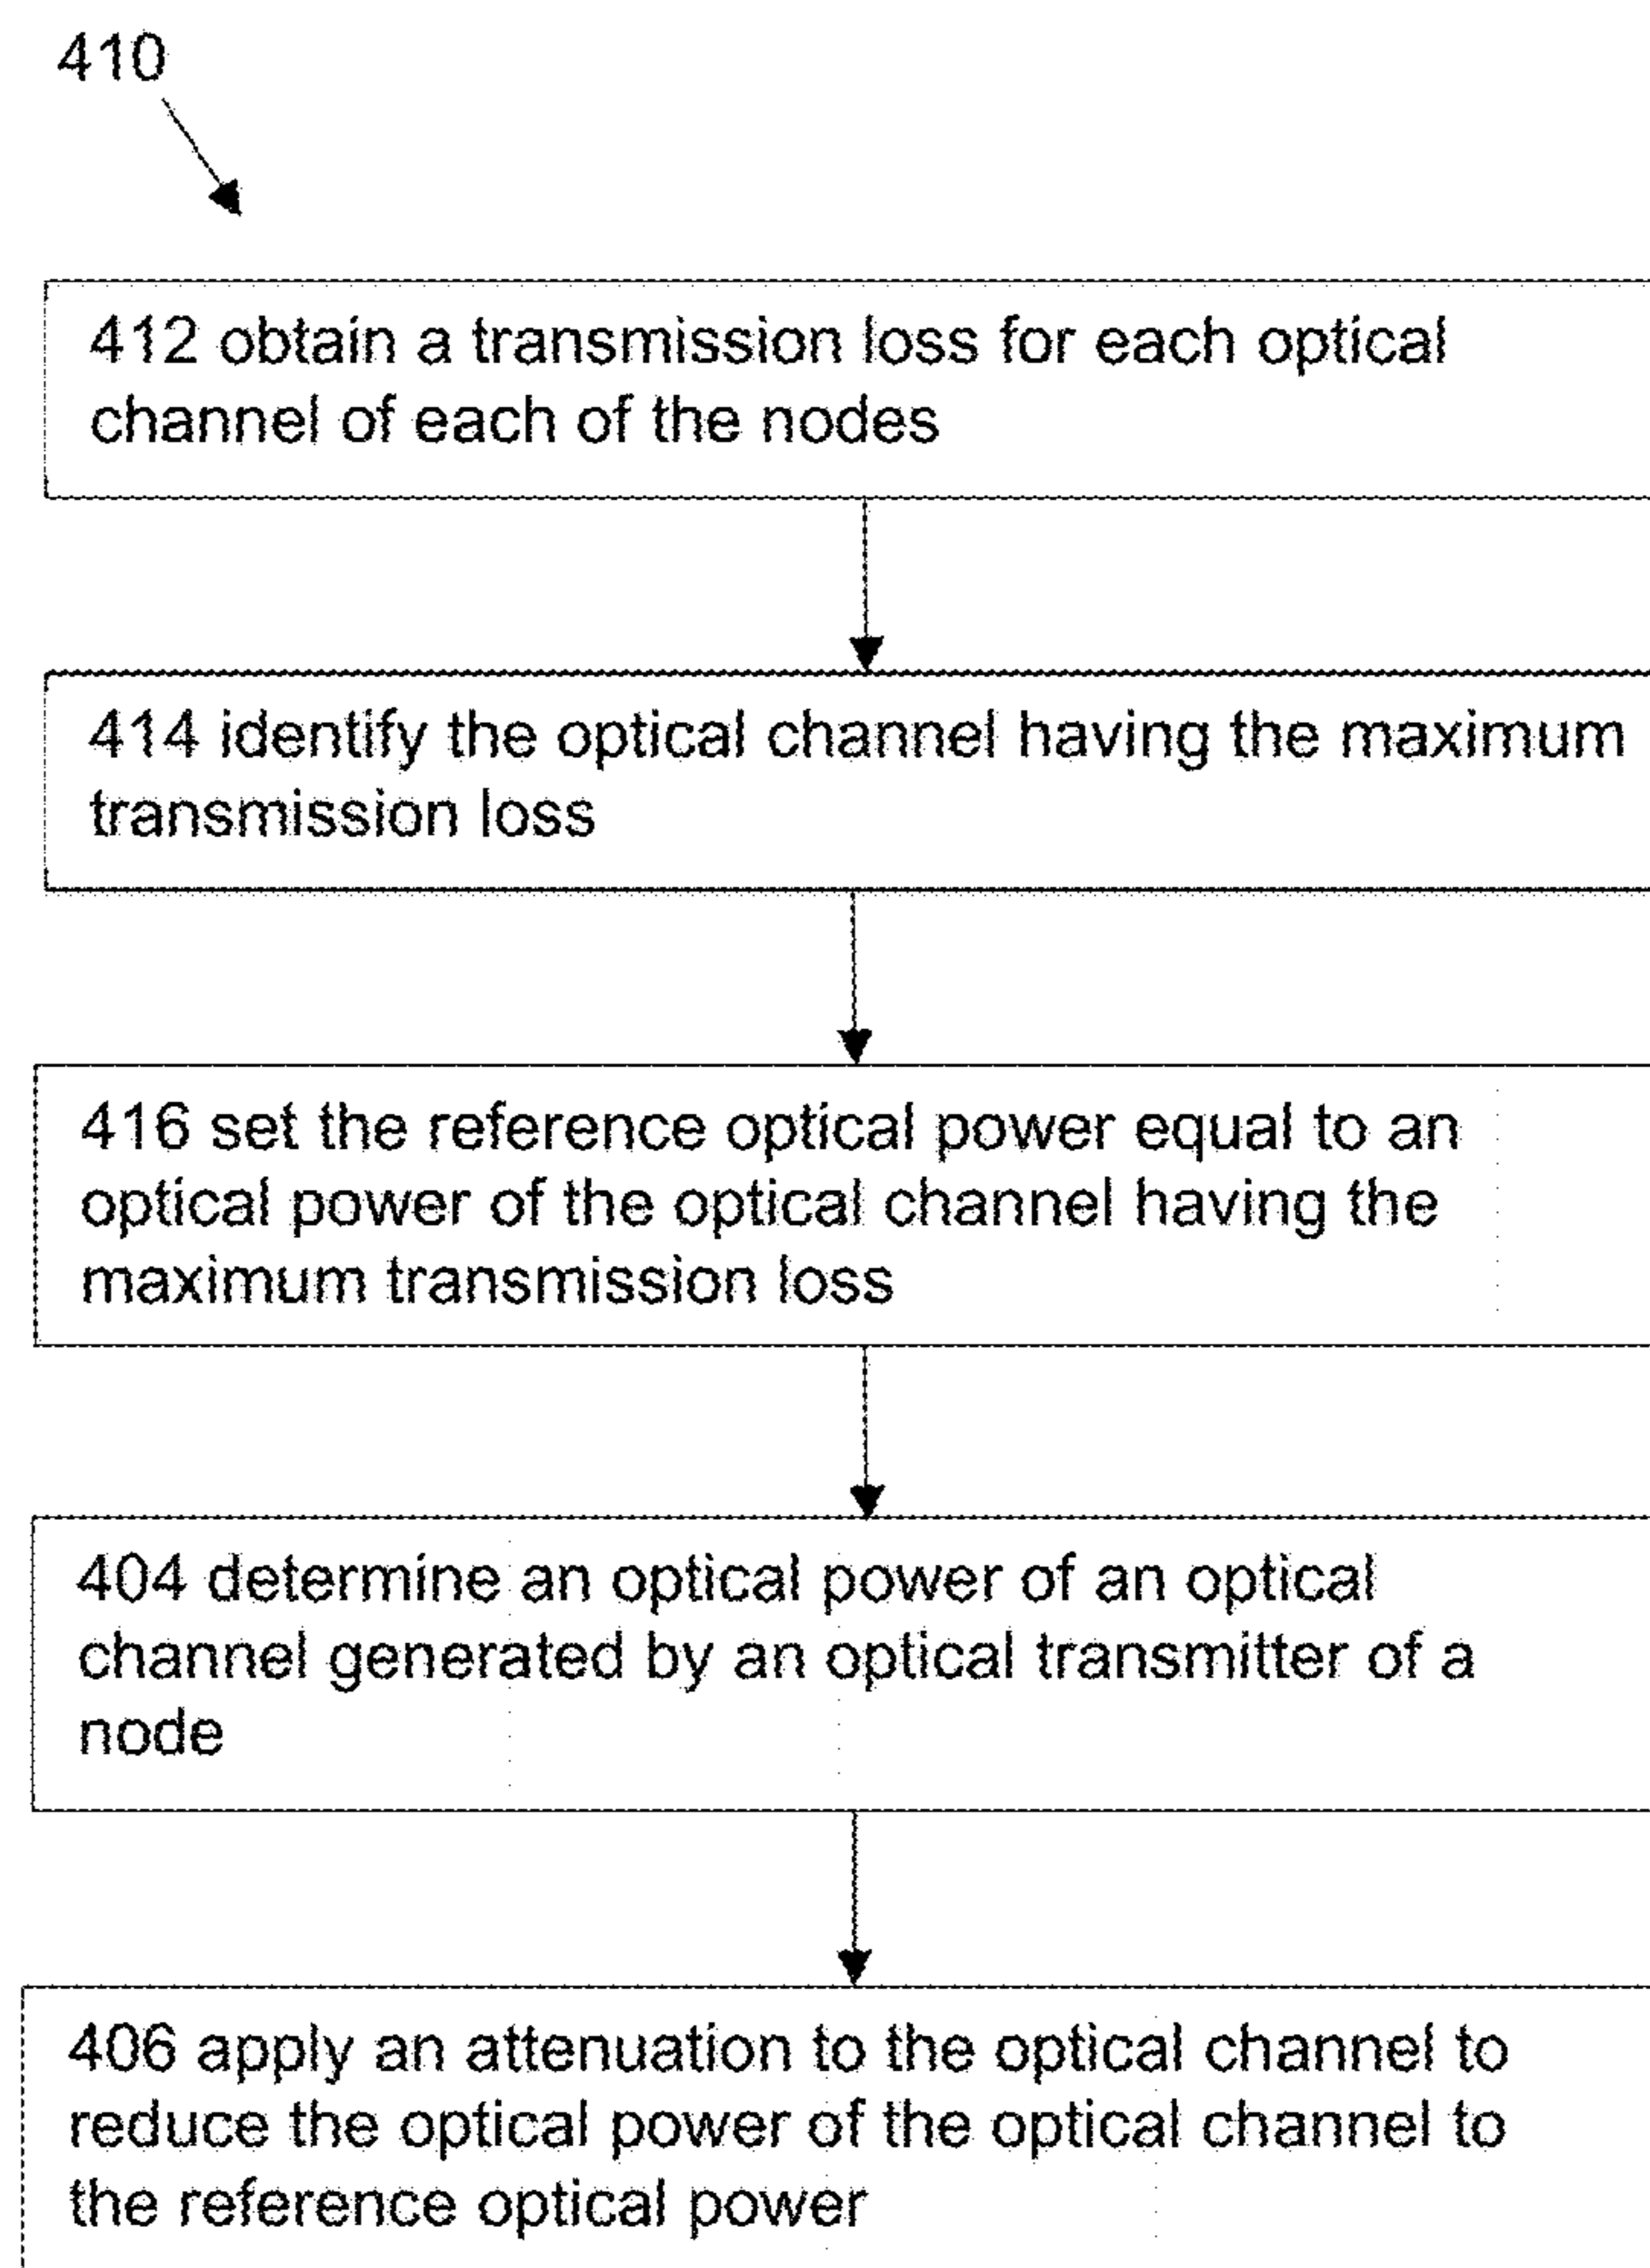 410
412 obtain a transmission loss for each optical
channel of each of the nodes
414 identify the optical channel having the maximum
transmission loss
416 set the reference optical power equal to an
optical power of the optical channel having the
maximum transmission loss
404 determine an optical power of an optical
channel generated by an optical transmitter of a
node
406 apply an attenuation to the optical channel to
reduce the optical power of the optical channel to
the reference optical power